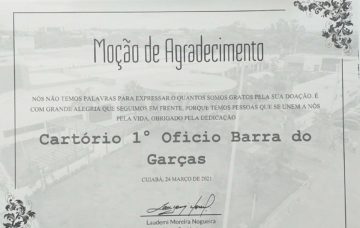 Moção de Agradecimento
NÓS NÃO TEMOS PALAVRAS PARA EXPRESSAR O QUANTOS SOMOS GRATOS PELA SUA DOAÇÃO. É
COM GRANDE ALEGRIA QUE SEGUIMOS EM FRENTE, PORQUE TEMOS PESSOAS QUE SE UNEM A NÓS
PELA VIDA, OBRIGADO PELA DEDICAÇÃO
Cartório 1° Oficio Barra do
Garças
CUIABÁ, 24 MARÇO DE 2021
Laudemi Moreira Nogueira